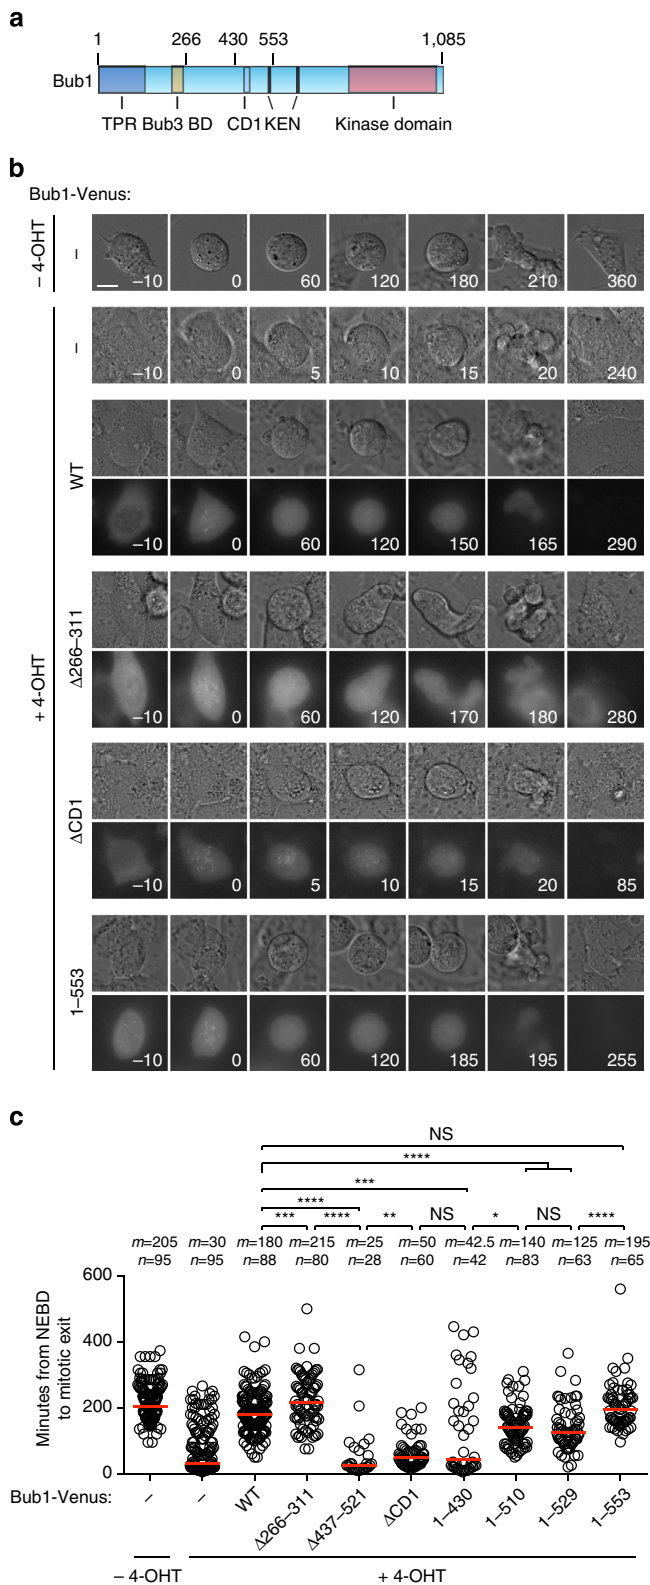 a
1 266 430 553 1,085
Bub1
TPR Bub3 BD CD1 KEN Kinase domain
b
Bub1-Venus:
– 4-OHT
–
–10 0 60 120 180 210 360
+ 4-OHT
–
–10 0 5 10 15 20 240
WT
–10 0 60 120 150 165 290
Δ266–311
–10 0 60 120 170 180 280
ΔCD1
–10 0 5 10 15 20 85
1–553
–10 0 60 120 185 195 255
c
NS
****
***
****
*** **** ** NS * NS ****
m=205 m=30 m=180 m=215 m=25 m=50 m=42.5 m=140 m=125 m=195
n=95 n=95 n=88 n=80 n=28 n=60 n=42 n=83 n=63 n=65
Minutes from NEBD
to mitotic exit
600
400
200
0
Bub1-Venus: – – WT Δ266–311 Δ437–521 ΔCD1 1–430 1–510 1–529 1–553
– 4-OHT + 4-OHT